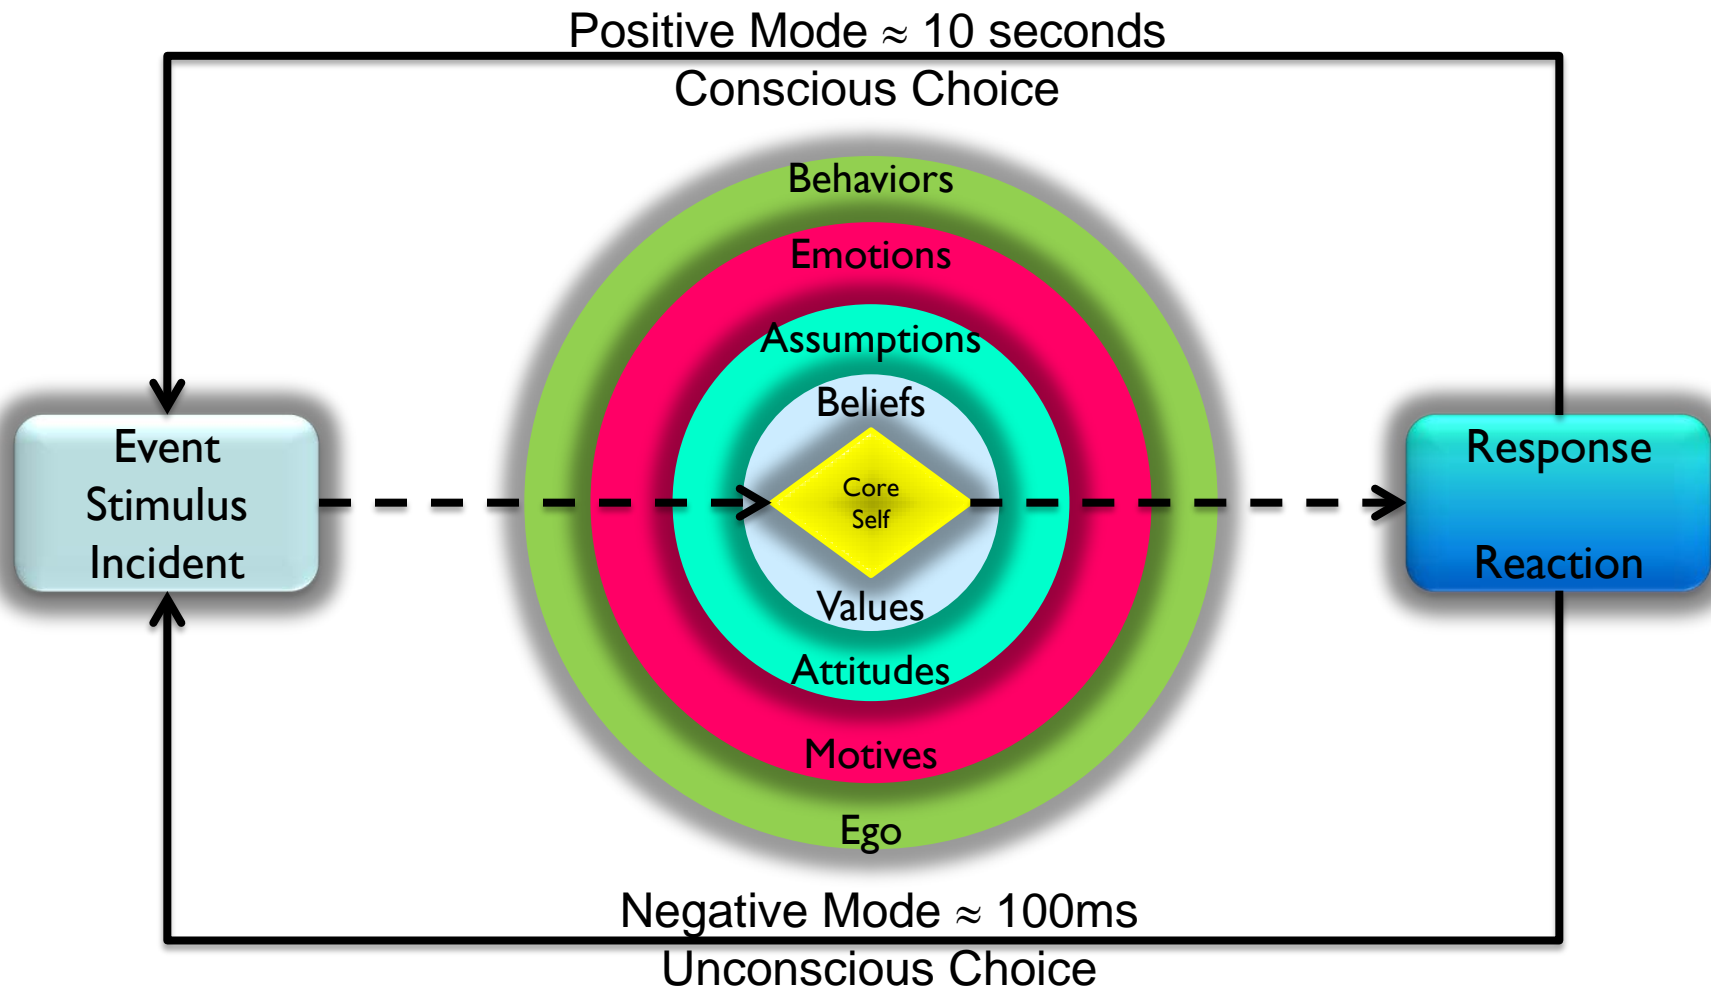 Positive Mode ≈ 10 seconds
Conscious Choice
Behaviors
Emotions
Assumptions
Beliefs
Event
Stimulus
Incident
Core
Self
Response
Reaction
Values
Attitudes
Motives
Ego
Negative Mode ≈ 100ms
Unconscious Choice